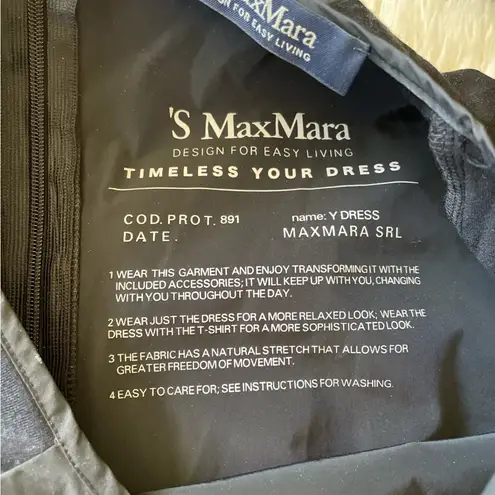 MaxMara
DESIGN FOR EASY LIVING
'S MaxMara
DESIGN FOR EASY LIVING
TIMELESS YOUR DRESS
COD. PROT. 891 name: Y DRESS
DATE. MAXMARA SRL
1 WEAR THIS GARMENT AND ENJOY TRANSFORMING IT WITH THE
INCLUDED ACCESSORIES; IT WILL KEEP UP WITH YOU, CHANGING
WITH YOU THROUGHOUT THE DAY.
2 WEAR JUST THE DRESS FOR A MORE RELAXED LOOK; WEAR THE
DRESS WITH THE T-SHIRT FOR A MORE SOPHISTICATED LOOK.
3 THE FABRIC HAS A NATURAL STRETCH THAT ALLOWS FOR
GREATER FREEDOM OF MOVEMENT.
4 EASY TO CARE FOR; SEE INSTRUCTIONS FOR WASHING.